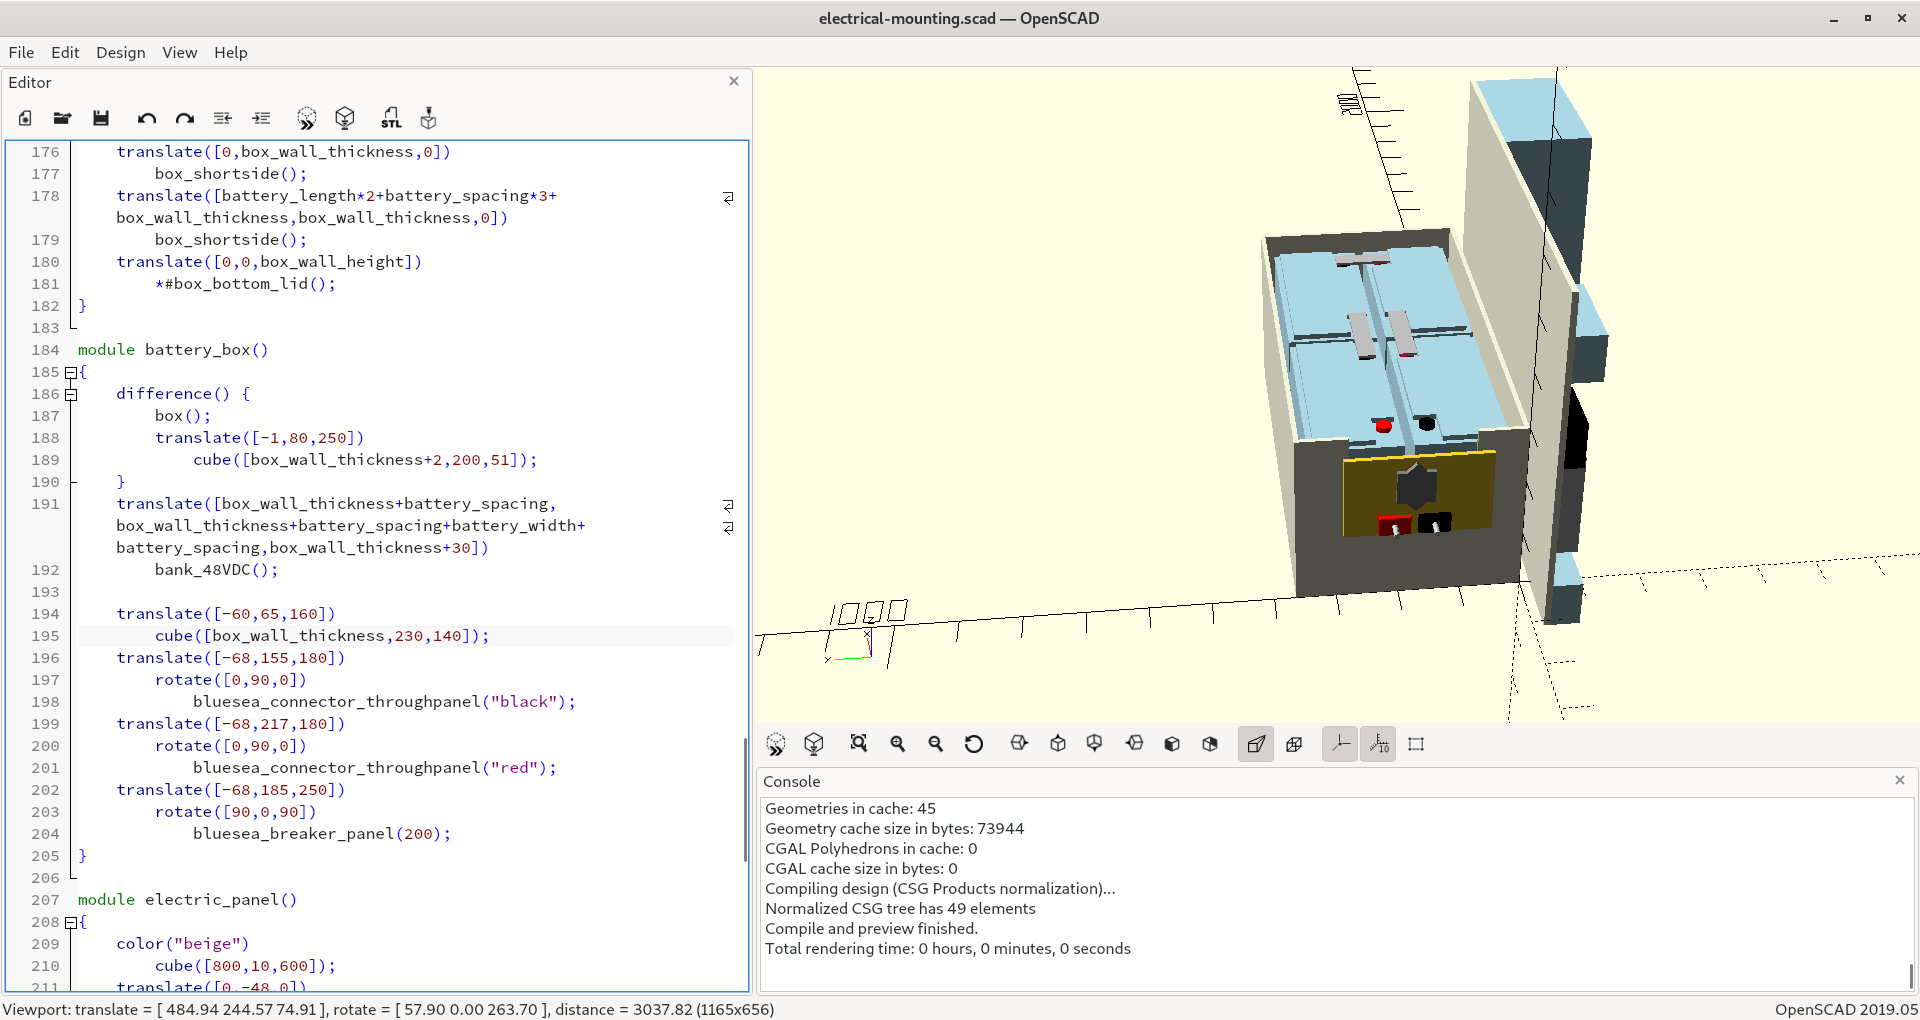 electrical-mounting.scad — OpenSCAD
File Edit Design View Help
Editor
STL
176 translate([0,box_wall_thickness,0])
177 box_shortside();
178 translate([battery_length*2+battery_spacing*3+
box_wall_thickness,box_wall_thickness,0])
179 box_shortside();
180 translate([0,0,box_wall_height])
181 *#box_bottom_lid();
182 }
183
184 module battery_box()
185 {
186 difference() {
187 box();
188 translate([-1,80,250])
189 cube([box_wall_thickness+2,200,51]);
190 }
191 translate([box_wall_thickness+battery_spacing,
box_wall_thickness+battery_spacing+battery_width+
battery_spacing,box_wall_thickness+30])
192 bank_48VDC();
193
194 translate([-60,65,160])
195 cube([box_wall_thickness,230,140]);
196 translate([-68,155,180])
197 rotate([0,90,0])
198 bluesea_connector_throughpanel("black");
199 translate([-68,217,180])
200 rotate([0,90,0])
201 bluesea_connector_throughpanel("red");
202 translate([-68,185,250])
203 rotate([90,0,90])
204 bluesea_breaker_panel(200);
205 }
206
207 module electric_panel()
208 {
209 color("beige")
210 cube([800,10,600]);
211 translate([0,-48,0])
1000
z
x
y
10
Console
Geometries in cache: 45
Geometry cache size in bytes: 73944
CGAL Polyhedrons in cache: 0
CGAL cache size in bytes: 0
Compiling design (CSG Products normalization)...
Normalized CSG tree has 49 elements
Compile and preview finished.
Total rendering time: 0 hours, 0 minutes, 0 seconds
Viewport: translate = [ 484.94 244.57 74.91 ], rotate = [ 57.90 0.00 263.70 ], distance = 3037.82 (1165x656)
OpenSCAD 2019.05